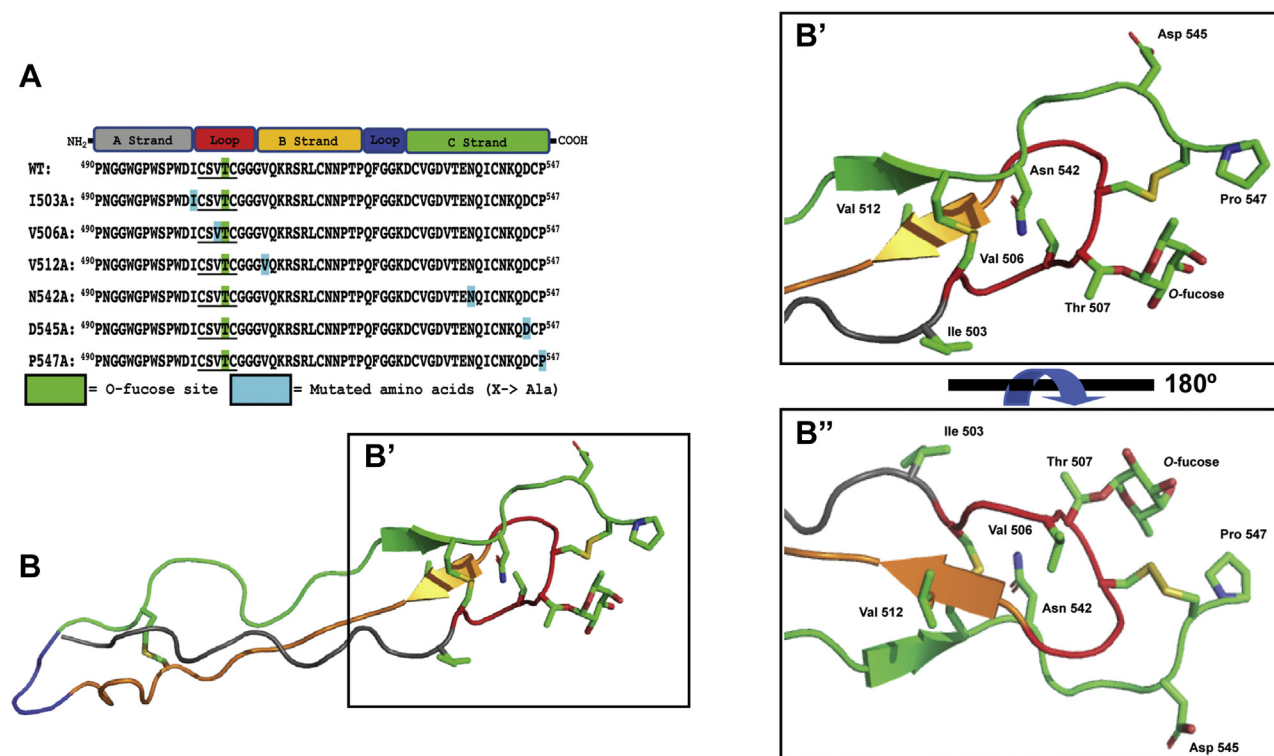 A
NH2 A Strand Loop B Strand Loop C Strand COOH
WT: 490PNGGWGPWSPWDICSVTCGGGVQKRSRLCNNPTPQFGGKDCVGDVTENQICNKQDCP547
I503A: 490PNGGWGPWSPWDICSVTCGGGVQKRSRLCNNPTPQFGGKDCVGDVTENQICNKQDCP547
V506A: 490PNGGWGPWSPWDICSVTCGGGVQKRSRLCNNPTPQFGGKDCVGDVTENQICNKQDCP547
V512A: 490PNGGWGPWSPWDICSVTCGGGVQKRSRLCNNPTPQFGGKDCVGDVTENQICNKQDCP547
N542A: 490PNGGWGPWSPWDICSVTCGGGVQKRSRLCNNPTPQFGGKDCVGDVTENQICNKQDCP547
D545A: 490PNGGWGPWSPWDICSVTCGGGVQKRSRLCNNPTPQFGGKDCVGDVTENQICNKQDCP547
P547A: 490PNGGWGPWSPWDICSVTCGGGVQKRSRLCNNPTPQFGGKDCVGDVTENQICNKQDCP547
= O-fucose site = Mutated amino acids (X-> Ala)
B
B'
B'
Asp 545
Asn 542
Val 512
Pro 547
Val 506
O-fucose
Thr 507
Ile 503
180º
B''
Ile 503
Thr 507
O-fucose
Val 506
Pro 547
Val 512
Asn 542
Asp 545